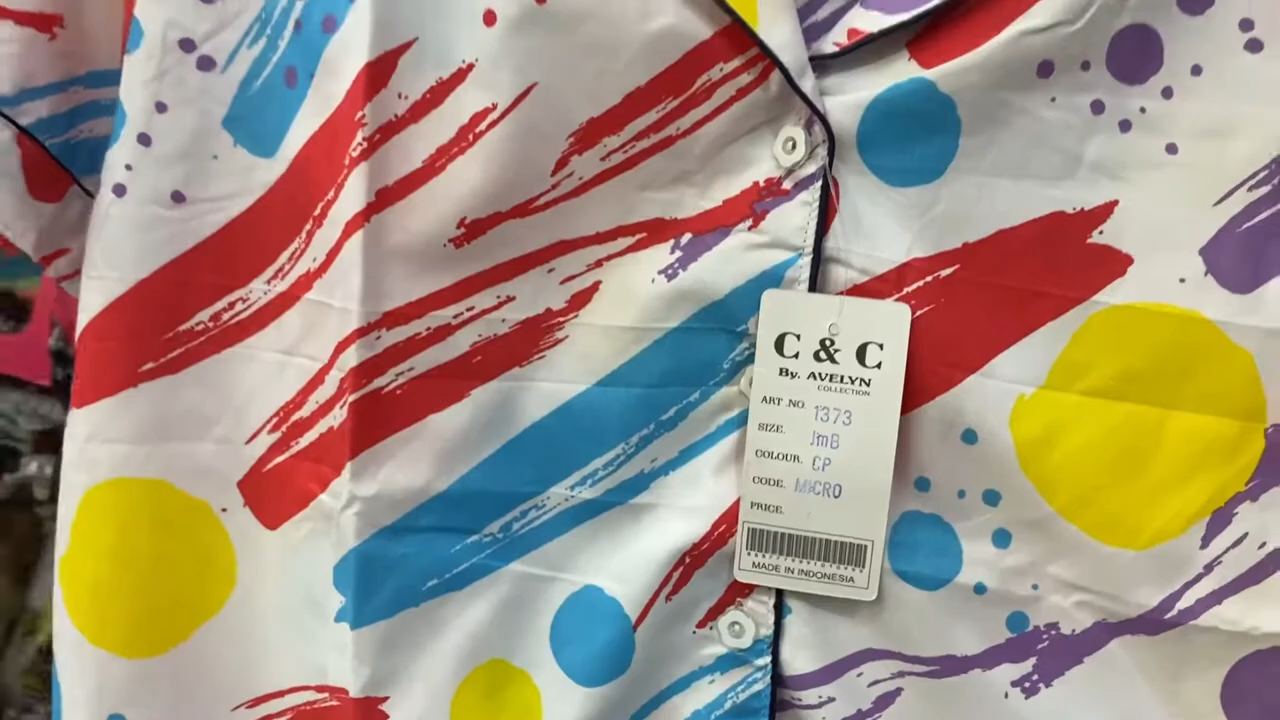 C & C
By. AVELYN
COLLECTION
ART .NO. 1373
SIZE. JmB
COLOUR. CP
CODE. MICRO
PRICE.
MADE IN INDONESIA